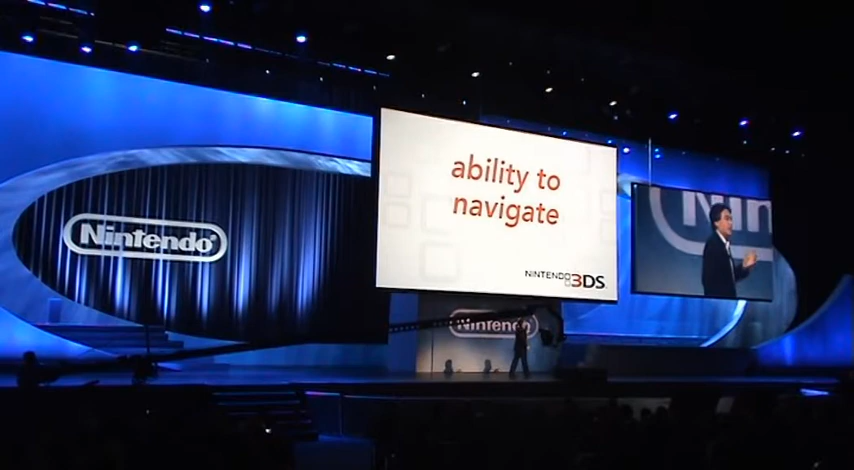 Nintendo
ability to
navigate
NINTENDO 3DS
Nintendo
Nin